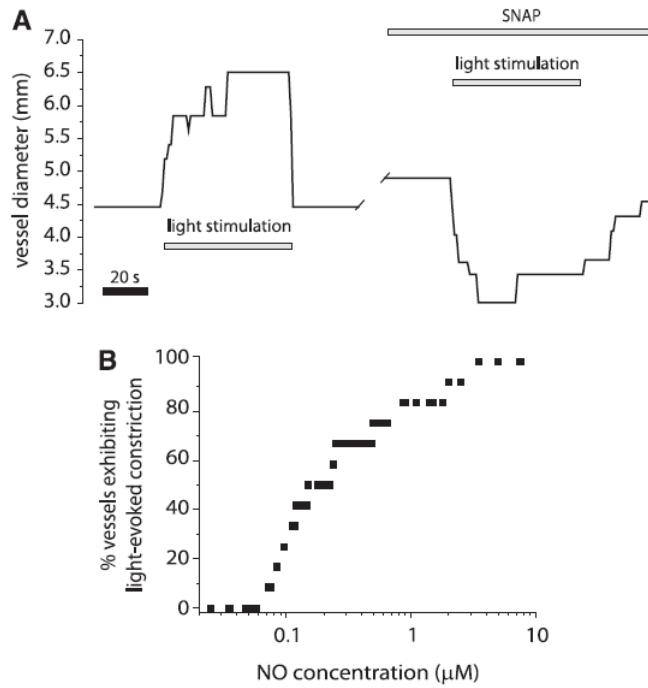 A
SNAP
light stimulation
vessel diameter (mm)
7.0
6.5
6.0
5.5
5.0
4.5
4.0
3.5
3.0
light stimulation
20 s
B
% vessels exhibiting
light-evoked constriction
100
80
60
40
20
0
0.1
1
10
NO concentration (μM)